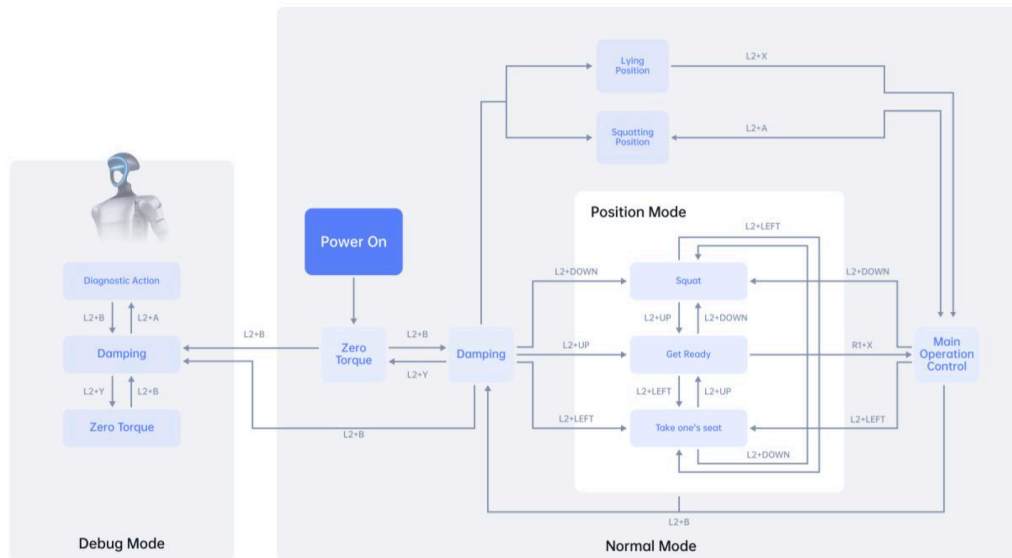 Lying
Position
L2+X
Squatting
Position
L2+A
Position Mode
L2+LEFT
Power On
Diagnostic Action
L2+B
L2+A
L2+DOWN
Squat
L2+DOWN
L2+UP
L2+DOWN
L2+B
L2+B
Damping
Zero
Torque
L2+Y
Damping
L2+UP
Get Ready
R1+X
Main
Operation
Control
L2+Y
L2+B
L2+LEFT
L2+UP
Zero Torque
L2+B
L2+LEFT
Take one's seat
L2+LEFT
L2+DOWN
L2+B
Debug Mode
Normal Mode